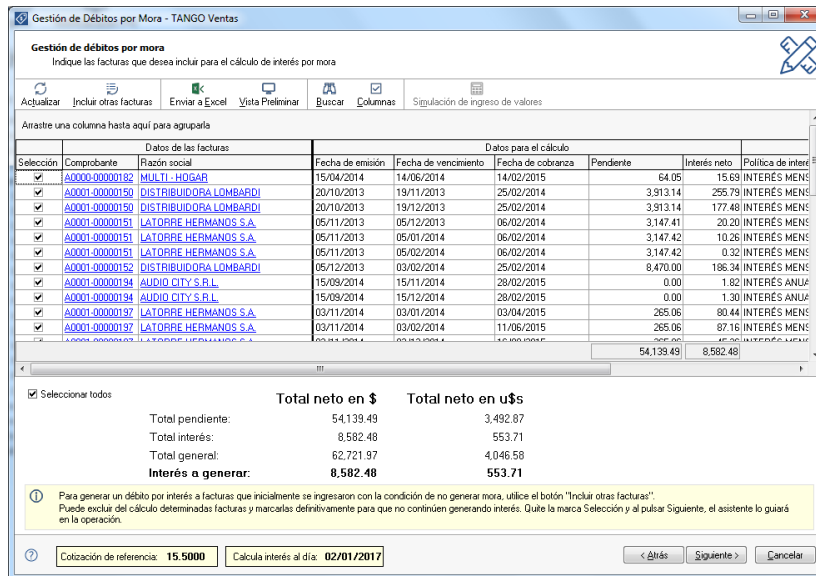 Gestión de Débitos por Mora - TANGO Ventas
Gestión de débitos por mora
Indique las facturas que desea incluir para el cálculo de interés por mora
Actualizar Incluir otras facturas Enviar a Excel Vista Preliminar Buscar Columnas Simulación de ingreso de valores
Arrastre una columna hasta aquí para agruparla
Datos de las facturas Datos para el cálculo
Selección Comprobante Razón social Fecha de emisión Fecha de vencimiento Fecha de cobranza Pendiente Interés neto Política de interé
A0000-00000182 MULTI - HOGAR 15/04/2014 14/06/2014 14/02/2015 64.05 15.69 INTERÉS MENS
A0001-00000150 DISTRIBUIDORA LOMBARDI 20/10/2013 19/11/2013 25/02/2014 3,913.14 255.79 INTERÉS MENS
A0001-00000150 DISTRIBUIDORA LOMBARDI 20/10/2013 19/12/2013 25/02/2014 3,913.14 177.48 INTERÉS MENS
A0001-00000151 LATORRE HERMANOS S.A. 05/11/2013 05/12/2013 06/02/2014 3,147.41 20.20 INTERÉS MENS
A0001-00000151 LATORRE HERMANOS S.A. 05/11/2013 05/01/2014 06/02/2014 3,147.42 10.26 INTERÉS MENS
A0001-00000151 LATORRE HERMANOS S.A. 05/11/2013 05/02/2014 06/02/2014 3,147.42 0.32 INTERÉS MENS
A0001-00000152 DISTRIBUIDORA LOMBARDI 05/12/2013 03/02/2014 25/02/2014 8,470.00 186.34 INTERÉS MENS
A0001-00000194 AUDIO CITY S.R.L. 15/09/2014 15/11/2014 28/02/2015 0.00 1.82 INTERÉS ANUA
A0001-00000194 AUDIO CITY S.R.L. 15/09/2014 15/12/2014 28/02/2015 0.00 1.30 INTERÉS ANUA
A0001-00000197 LATORRE HERMANOS S.A. 03/11/2014 03/01/2014 03/04/2015 265.06 80.44 INTERÉS MENS
A0001-00000197 LATORRE HERMANOS S.A. 03/11/2014 03/02/2014 11/06/2015 265.06 87.16 INTERÉS MENS
54,139.49 8,582.48
Seleccionar todos Total neto en $ Total neto en u$s
Total pendiente: 54,139.49 3,492.87
Total interés: 8,582.48 553.71
Total general: 62,721.97 4,046.58
Interés a generar: 8,582.48 553.71
Para generar un débito por interés a facturas que inicialmente se ingresaron con la condición de no generar mora, utilice el botón "Incluir otras facturas".
Puede excluir del cálculo determinadas facturas y marcarlas definitivamente para que no continúen generando interés. Quite la marca Selección y al pulsar Siguiente, el asistente lo guiará
en la operación.
Cotización de referencia: 15.5000 Calcula interés al día: 02/01/2017 < Atrás Siguiente > Cancelar